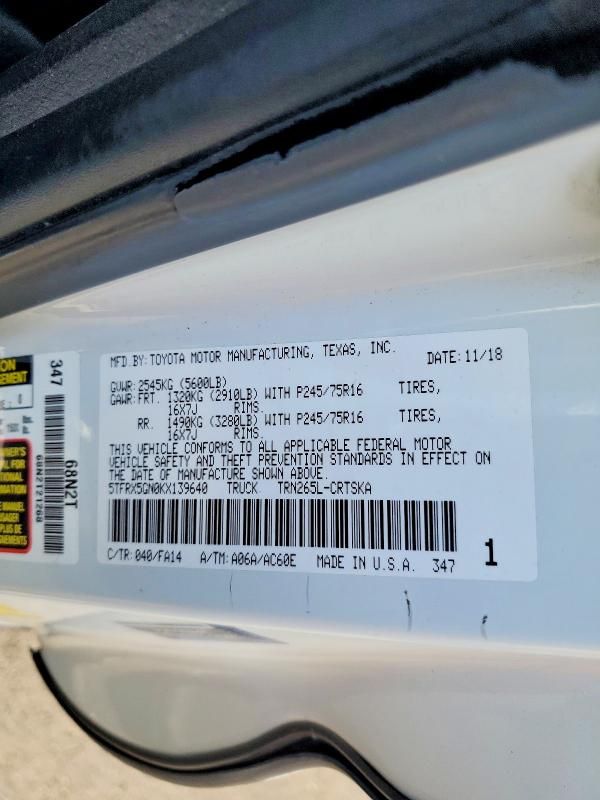 MFD.BY: TOYOTA MOTOR MANUFACTURING, TEXAS, INC. DATE: 11/18
GVWR: 2545KG (5600LB)
GAWR: FRT. 1320KG (2910LB) WITH P245/75R16 TIRES,
16X7J RIMS.
RR. 1490KG (3280LB) WITH P245/75R16 TIRES,
16X7J RIMS.
THIS VEHICLE CONFORMS TO ALL APPLICABLE FEDERAL MOTOR
VEHICLE SAFETY AND THEFT PREVENTION STANDARDS IN EFFECT ON
THE DATE OF MANUFACTURE SHOWN ABOVE.
5TFRX5GN0KX139640 TRUCK TRN265L-CRTSKA
C/TR: 040/FA14 A/TM: A06A/AC60E MADE IN U.S.A. 347
1
347
68N2T